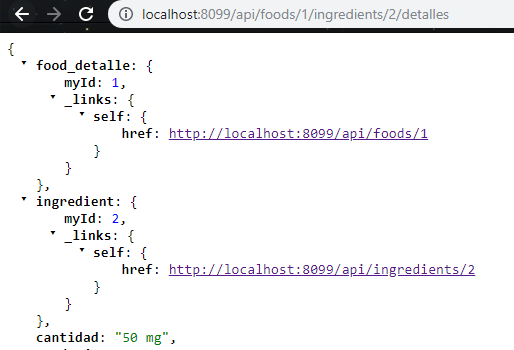 localhost:8099/api/foods/1/ingredients/2/detalles
{
food_detalle: {
myId: 1,
_links: {
self: {
href: http://localhost:8099/api/foods/1
}
}
},
ingredient: {
myId: 2,
_links: {
self: {
href: http://localhost:8099/api/ingredients/2
}
}
},
cantidad: "50 mg",